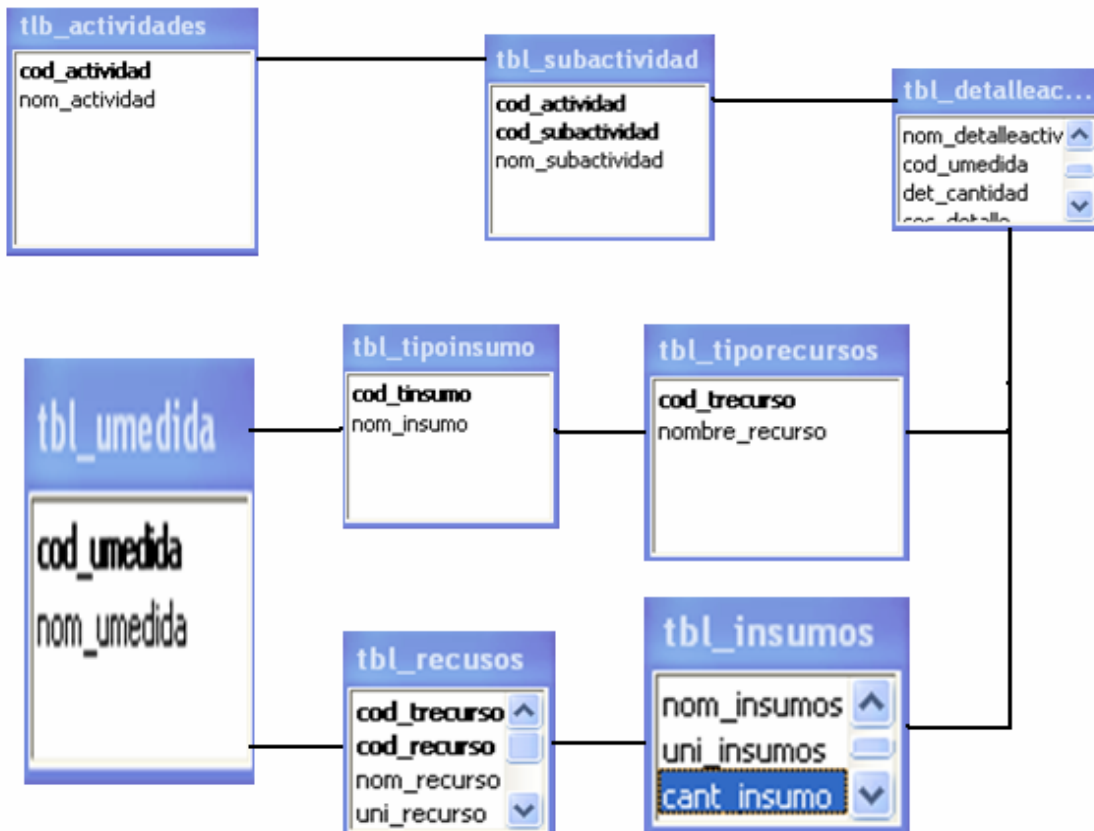 tlb_actividades
cod_actividad
nom_actividad
tbl_subactividad
cod_actividad
cod_subactividad
nom_subactividad
tbl_detalleac...
nom_detalleactiv
cod_umedida
det_cantidad
tbl_umedida
cod_umedida
nom_umedida
tbl_tipoinsumo
cod_tinsumo
nom_insumo
tbl_tiporecursos
cod_trecurso
nombre_recurso
tbl_recusos
cod_trecurso
cod_recurso
nom_recurso
uni_recurso
tbl_insumos
nom_insumos
uni_insumos
cant_insumo